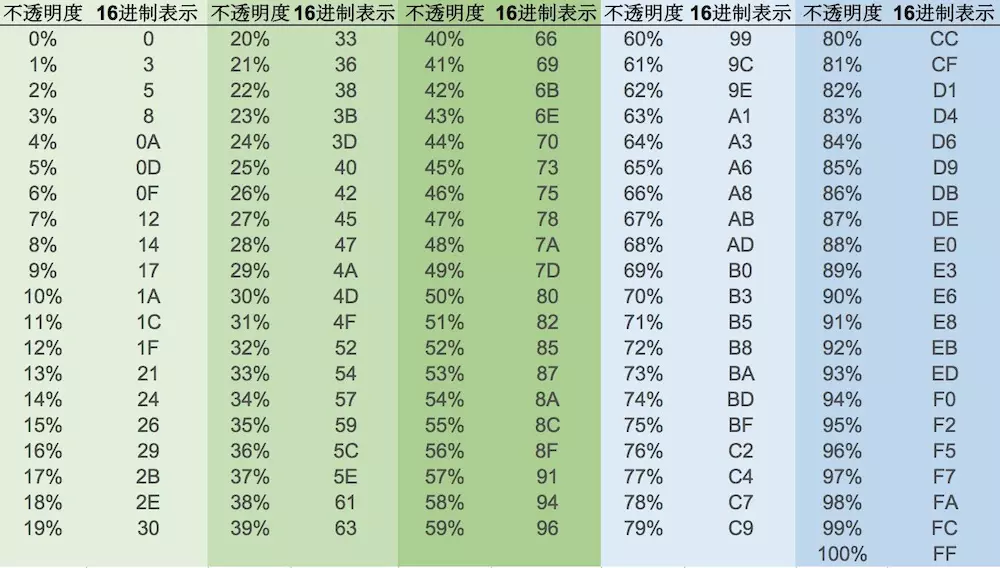 不透明度 16进制表示 不透明度 16进制表示 不透明度 16进制表示 不透明度 16进制表示 不透明度 16进制表示
0% 0 20% 33 40% 66 60% 99 80% CC
1% 3 21% 36 41% 69 61% 9C 81% CF
2% 5 22% 38 42% 6B 62% 9E 82% D1
3% 8 23% 3B 43% 6E 63% A1 83% D4
4% 0A 24% 3D 44% 70 64% A3 84% D6
5% 0D 25% 40 45% 73 65% A6 85% D9
6% 0F 26% 42 46% 75 66% A8 86% DB
7% 12 27% 45 47% 78 67% AB 87% DE
8% 14 28% 47 48% 7A 68% AD 88% E0
9% 17 29% 4A 49% 7D 69% B0 89% E3
10% 1A 30% 4D 50% 80 70% B3 90% E6
11% 1C 31% 4F 51% 82 71% B5 91% E8
12% 1F 32% 52 52% 85 72% B8 92% EB
13% 21 33% 54 53% 87 73% BA 93% ED
14% 24 34% 57 54% 8A 74% BD 94% F0
15% 26 35% 59 55% 8C 75% BF 95% F2
16% 29 36% 5C 56% 8F 76% C2 96% F5
17% 2B 37% 5E 57% 91 77% C4 97% F7
18% 2E 38% 61 58% 94 78% C7 98% FA
19% 30 39% 63 59% 96 79% C9 99% FC
100% FF